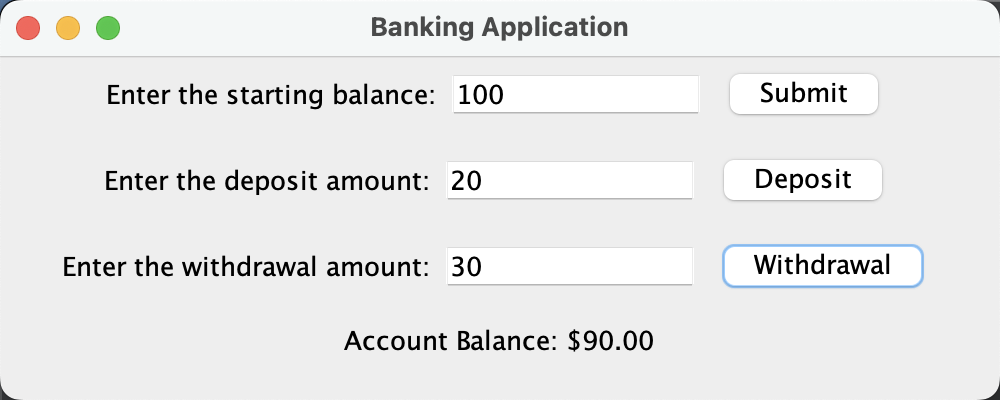 Banking Application
Enter the starting balance: 100 Submit
Enter the deposit amount: 20 Deposit
Enter the withdrawal amount: 30 Withdrawal
Account Balance: $90.00